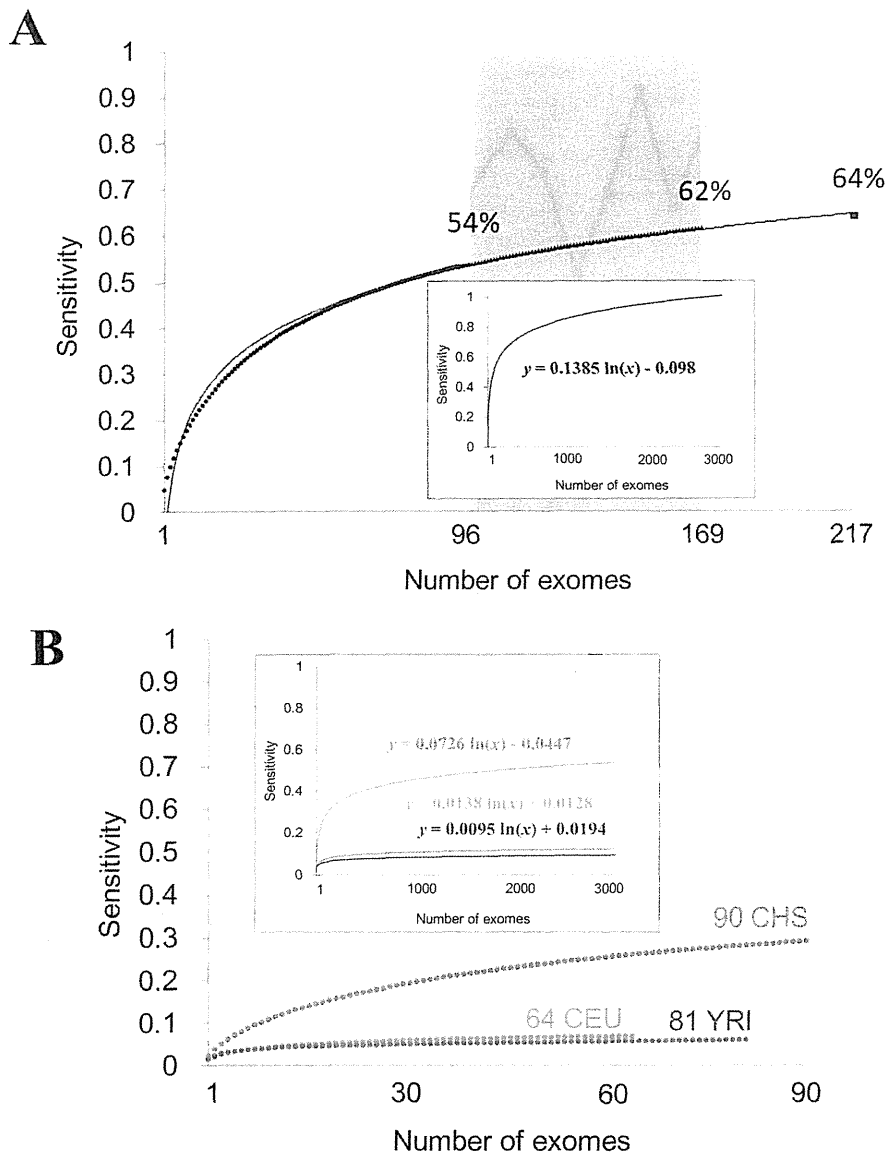 A
1
0.9
0.8
0.7
0.6
0.5
0.4
0.3
0.2
0.1
0
Sensitivity
54%
62%
64%
1
0.8
0.6
0.4
0.2
0
Sensitivity
y = 0.1385 ln(x) - 0.098
1 1000 2000 3000
Number of exomes
1 96 169 217
Number of exomes
B
1
0.9
0.8
0.7
0.6
0.5
0.4
0.3
0.2
0.1
0
Sensitivity
1
0.8
0.6
0.4
0.2
0
Sensitivity
y = 0.0726 ln(x) - 0.0447
0.0138 ln(x) + 0.0128
y = 0.0095 ln(x) + 0.0194
1 1000 2000 3000
Number of exomes
90 CHS
64 CEU 81 YRI
1 30 60 90
Number of exomes